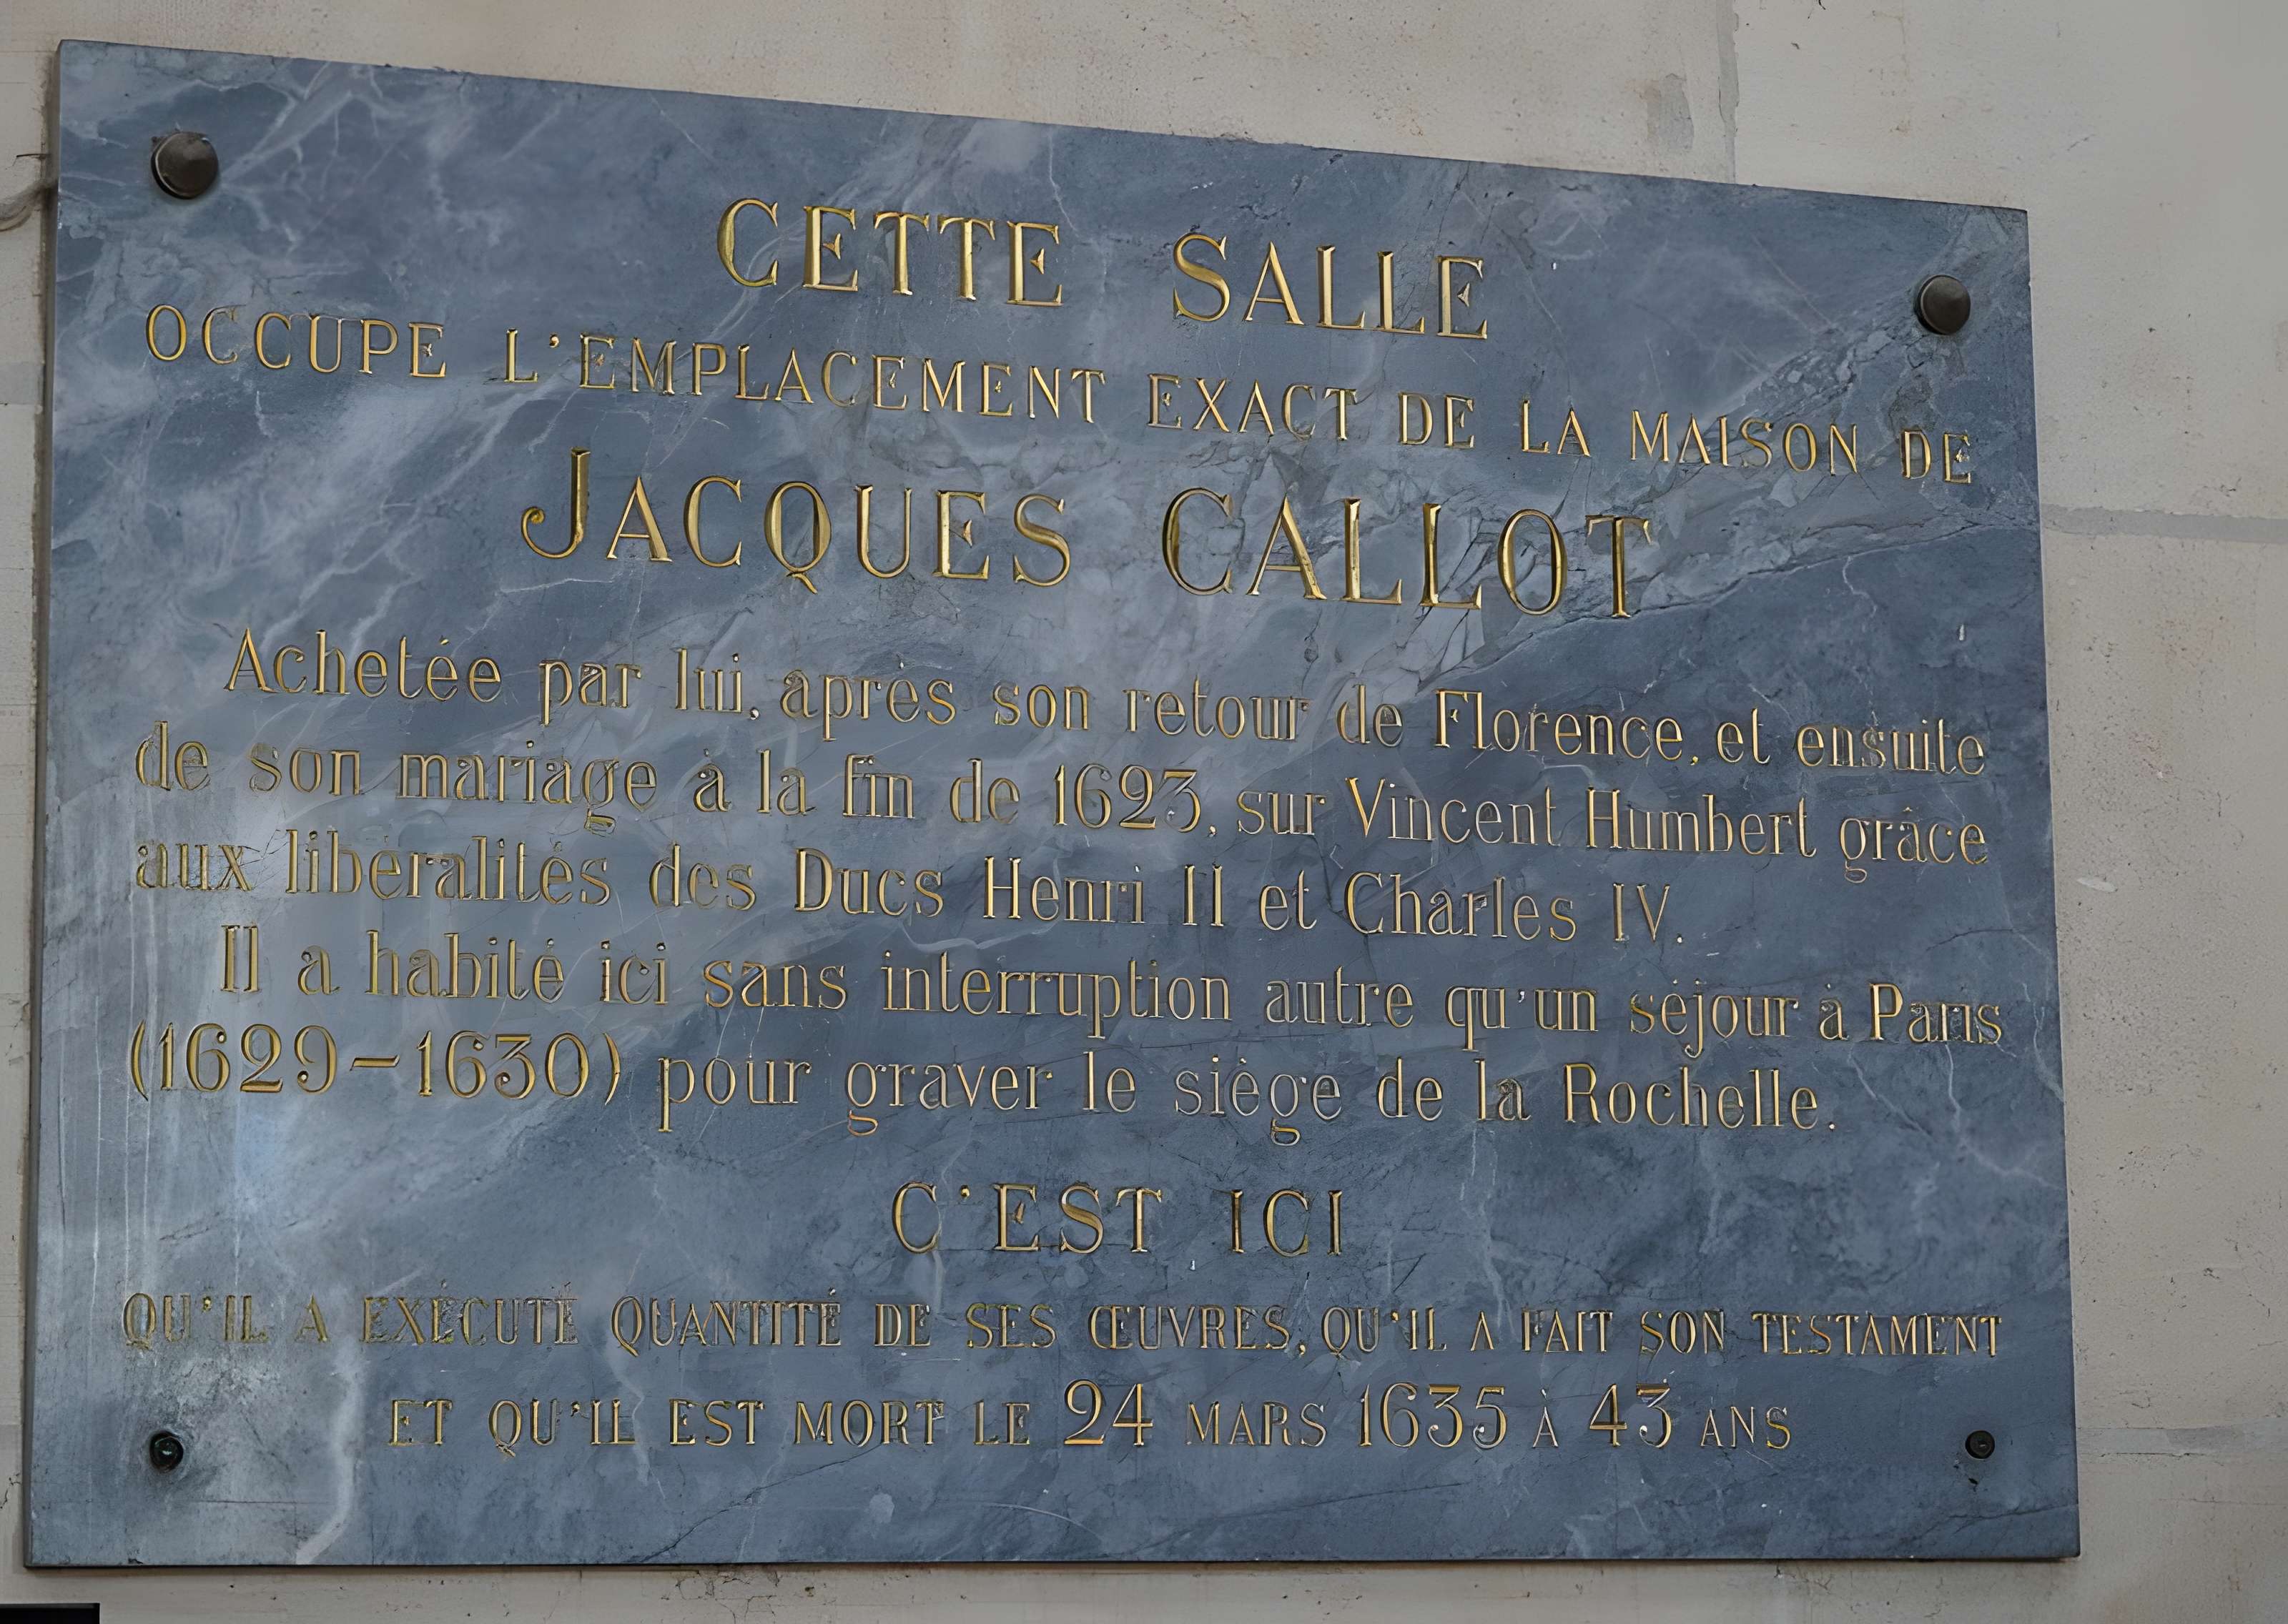 CETTE SALLE
OCCUPE L'EMPLACEMENT EXACT DE LA MAISON DE
JACQUES CALLOT
Achetée par lui, après son retour de Florence, et ensuite
de son mariage à la fin de 1623, sur Vincent Humbert grâce
aux libéralités des Ducs Henri II et Charles IV.
Il a habité ici sans interruption autre qu'un séjour à Paris
(1629-1630) pour graver le siège de la Rochelle.
C'EST ICI
QU'IL A EXÉCUTÉ QUANTITÉ DE SES ŒUVRES, QU'IL A FAIT SON TESTAMENT
ET QU'IL EST MORT LE 24 MARS 1635 À 43 ANS